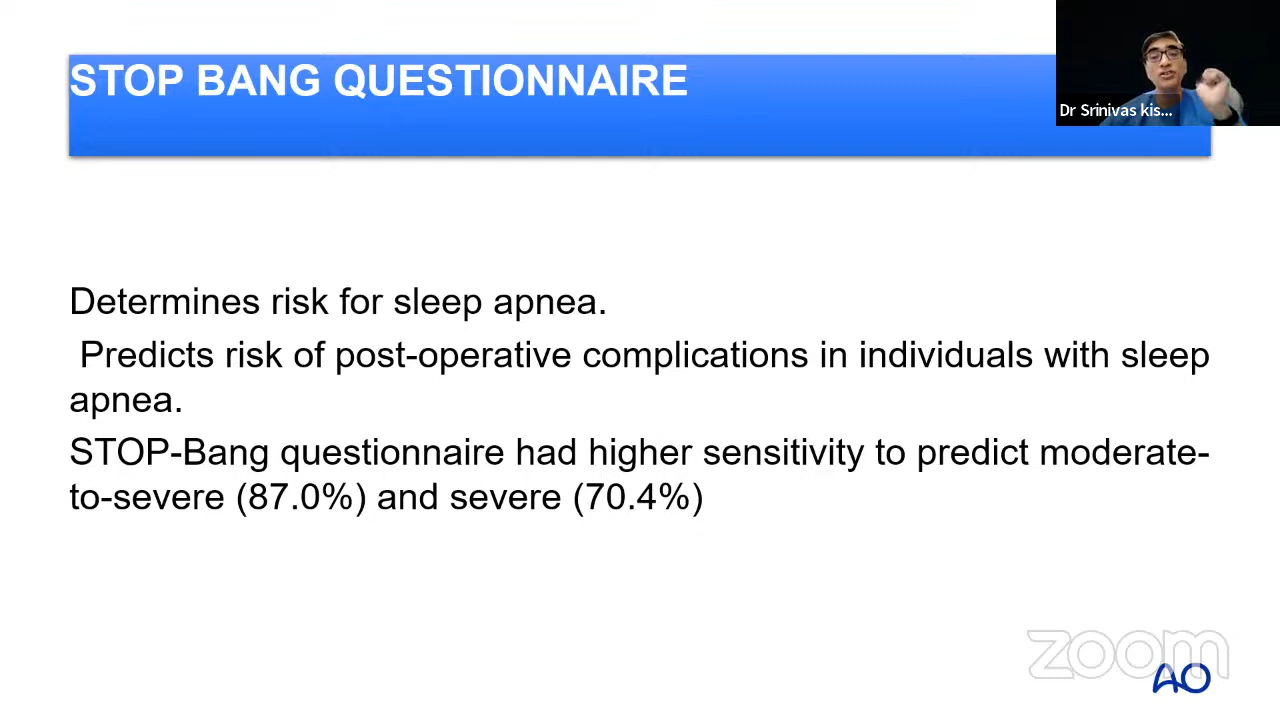 STOP BANG QUESTIONNAIRE
Dr Srinivas kis...
Determines risk for sleep apnea.
Predicts risk of post-operative complications in individuals with sleep
apnea.
STOP-Bang questionnaire had higher sensitivity to predict moderate-
to-severe (87.0%) and severe (70.4%)
zoom
AO